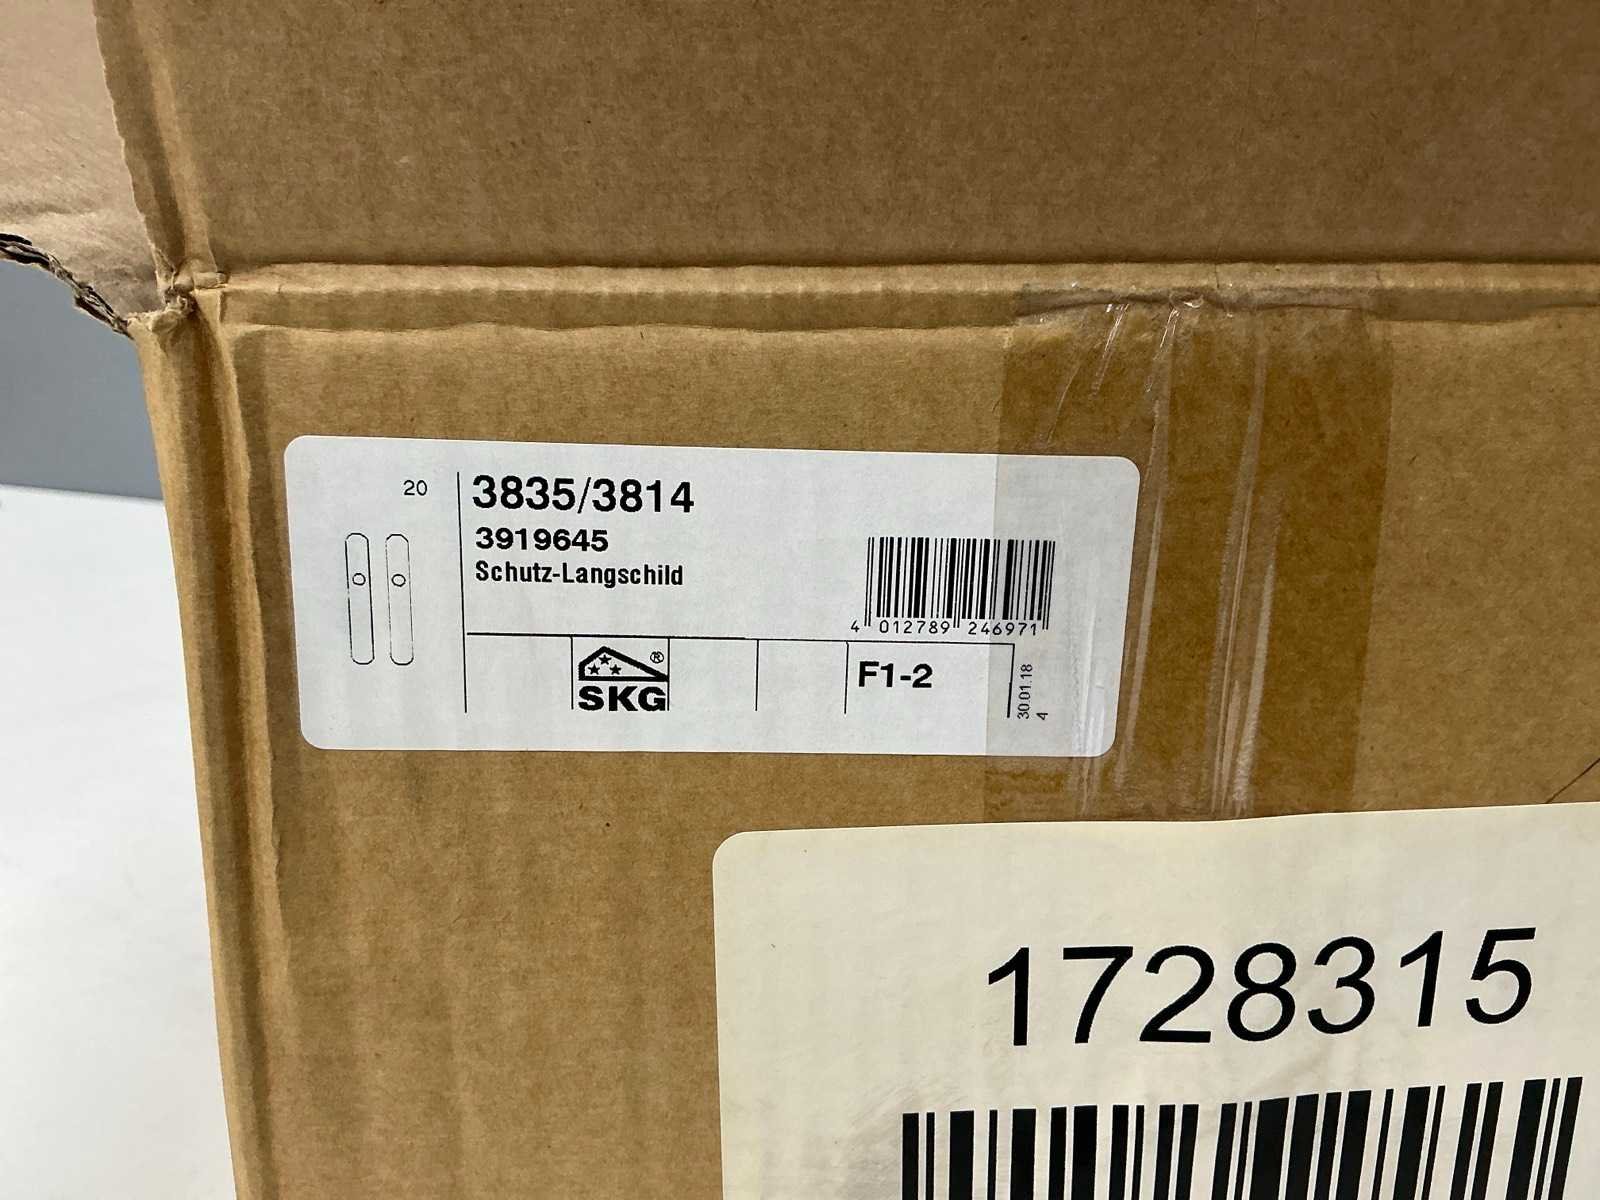 20
3835/3814
3919645
Schutz-Langschild
4 012789 246971
SKG®
F1-2
30.01.18
4
1728315